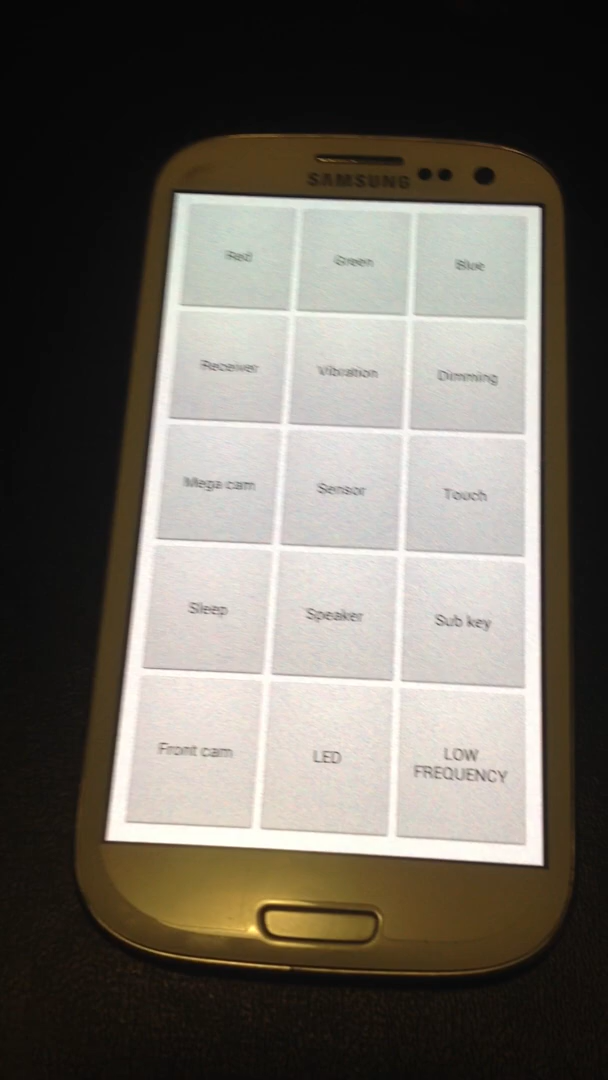 SAMSUNG
Red Green Blue
Receiver Vibration Dimming
Mega cam Sensor Touch
Sleep Speaker Sub key
Front cam LED LOW
FREQUENCY